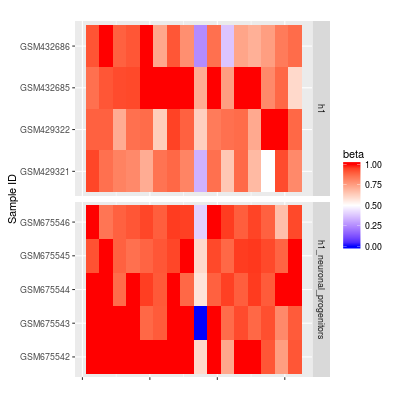 GSM432686
GSM432685
GSM429322
GSM429321
h1
GSM675546
GSM675545
GSM675544
GSM675543
GSM675542
h1_neuronal_progenitors
Sample ID
beta
1.00
0.75
0.50
0.25
0.00